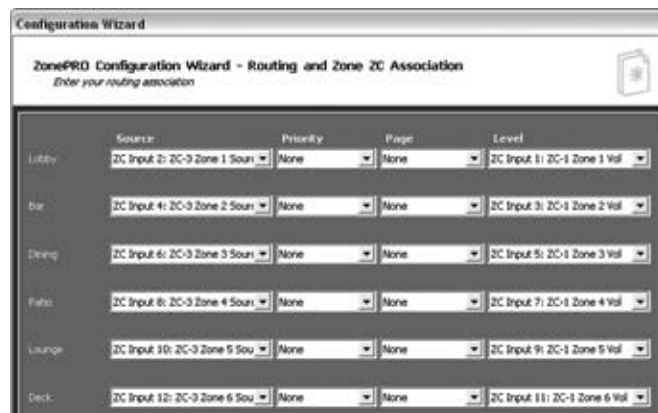 Configuration Wizard
ZonePRO Configuration Wizard - Routing and Zone ZC Association
Enter your routing association
Source Priority Page Level
Lobby ZC Input 2: ZC-3 Zone 1 Sour None None ZC Input 1: ZC-1 Zone 1 Vol
Bar ZC Input 4: ZC-3 Zone 2 Sour None None ZC Input 3: ZC-1 Zone 2 Vol
Dining ZC Input 6: ZC-3 Zone 3 Sour None None ZC Input 5: ZC-1 Zone 3 Vol
Patio ZC Input 8: ZC-3 Zone 4 Sour None None ZC Input 7: ZC-1 Zone 4 Vol
Lounge ZC Input 10: ZC-3 Zone 5 Sou None None ZC Input 9: ZC-1 Zone 5 Vol
Deck ZC Input 12: ZC-3 Zone 6 Sou None None ZC Input 11: ZC-1 Zone 6 Vol